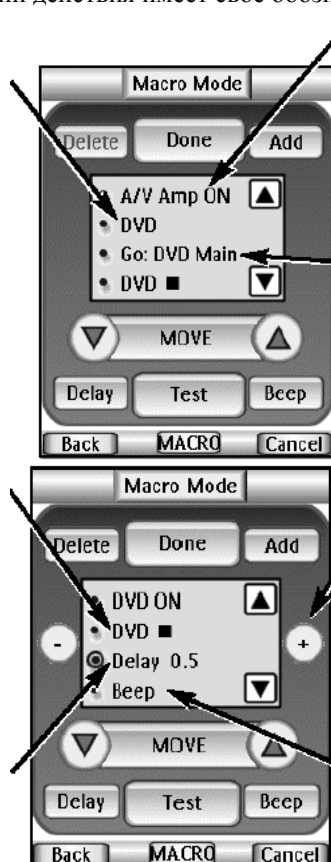 Macro Mode
Delete Done Add
A/V Amp ON
DVD
Go: DVD Main
DVD ■
MOVE
Delay Test Beep
Back MACRO Cancel
Macro Mode
Delete Done Add
DVD ON
DVD ■
- Delay 0.5 +
Beep
MOVE
Delay Test Beep
Back MACRO Cancel